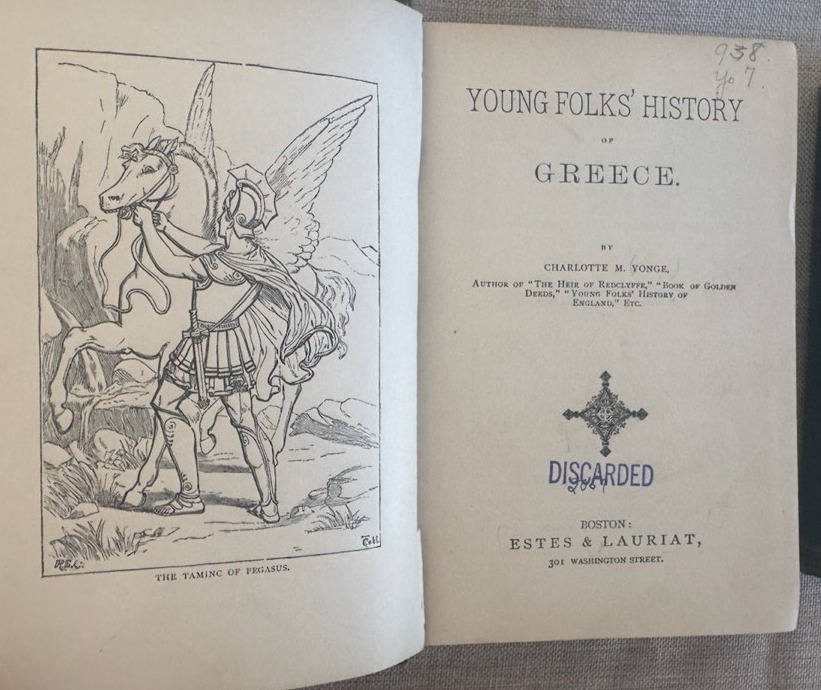 THE TAMING OF PEGASUS.
938
Yo 7
YOUNG FOLKS' HISTORY
OF
GREECE.
BY
CHARLOTTE M. YONGE,
AUTHOR OF "THE HEIR OF REDCLYFFE," "BOOK OF GOLDEN
DEEDS," "YOUNG FOLKS' HISTORY OF
ENGLAND," ETC.
DISCARDED
BOSTON:
ESTES & LAURIAT,
301 WASHINGTON STREET.